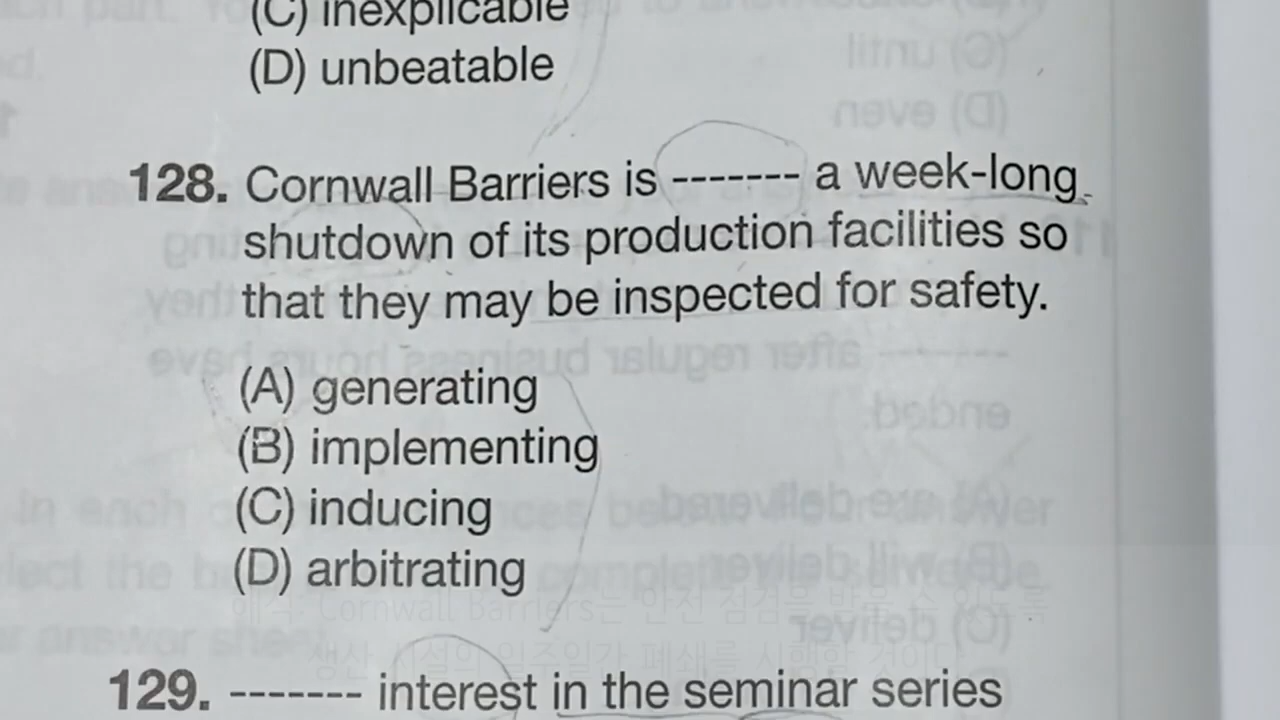 (C) inexplicable
(D) unbeatable
128. Cornwall Barriers is ------- a week-long
shutdown of its production facilities so
that they may be inspected for safety.
(A) generating
(B) implementing
(C) inducing
(D) arbitrating
129. ------- interest in the seminar series